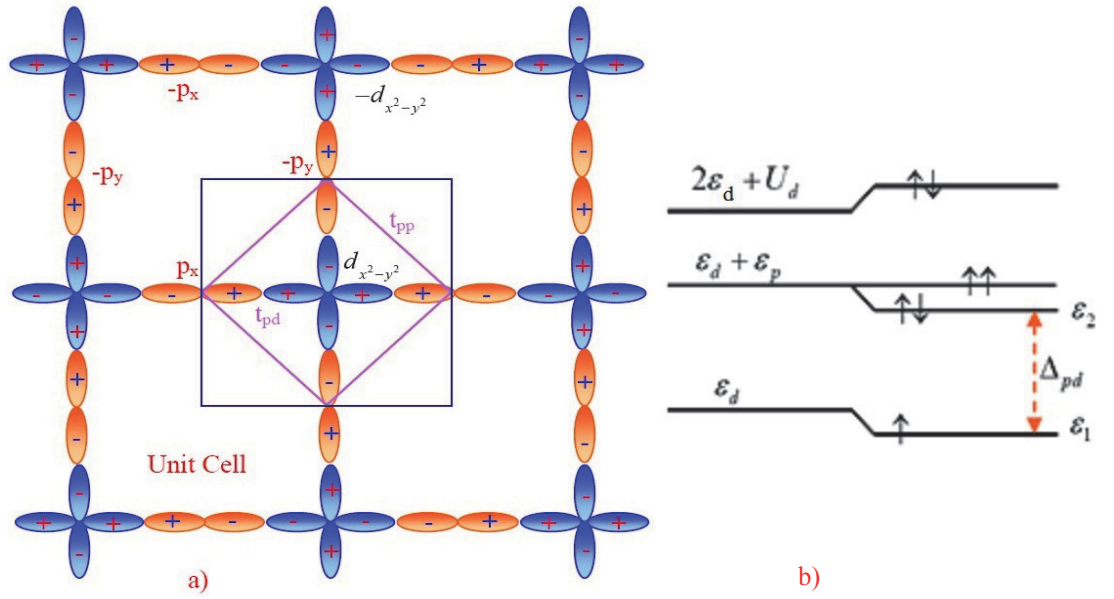 - + -
+ + + - - - - + + +
- + -
-pₓ
−d_{x²−y²}
- + -
-p_y
-p_y
+ - +
t_pp
pₓ
d_{x²−y²}
+ - +
- - - + + + + - - -
t_pd
+ - +
+ - +
- + -
Unit Cell
- + -
+ + + - - - - + + +
- + -
a)
2ε_d + U_d
↑↓
ε_d + ε_p
↑↑
↑↓
ε₂
Δ_pd
ε_d
↑
ε₁
b)